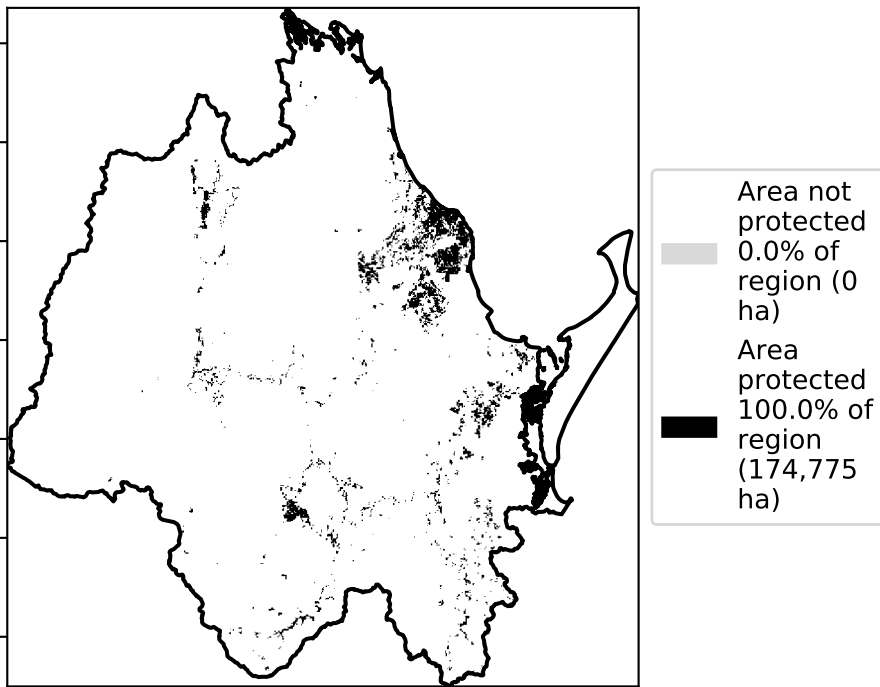 Area not
protected
0.0% of
region (0
ha)
Area
protected
100.0% of
region
(174,775
ha)